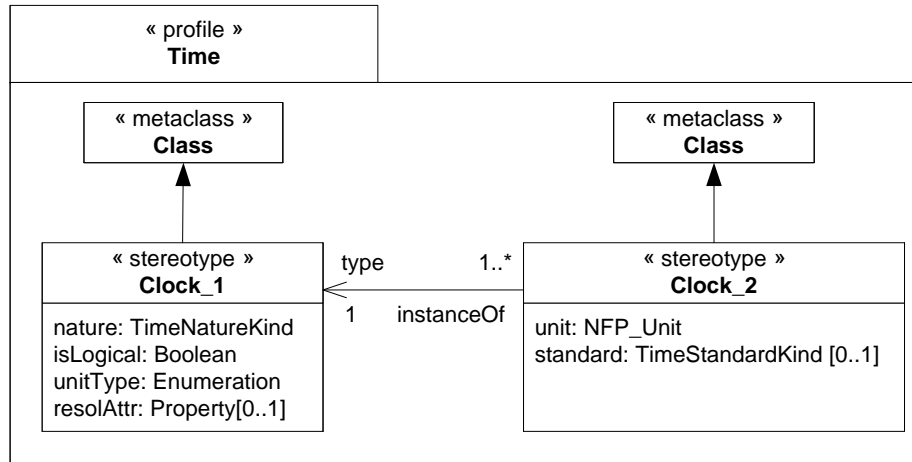 « profile »
Time
« metaclass »
Class
« metaclass »
Class
« stereotype »
Clock_1
nature: TimeNatureKind
isLogical: Boolean
unitType: Enumeration
resolAttr: Property[0..1]
type
1..*
1
instanceOf
« stereotype »
Clock_2
unit: NFP_Unit
standard: TimeStandardKind [0..1]